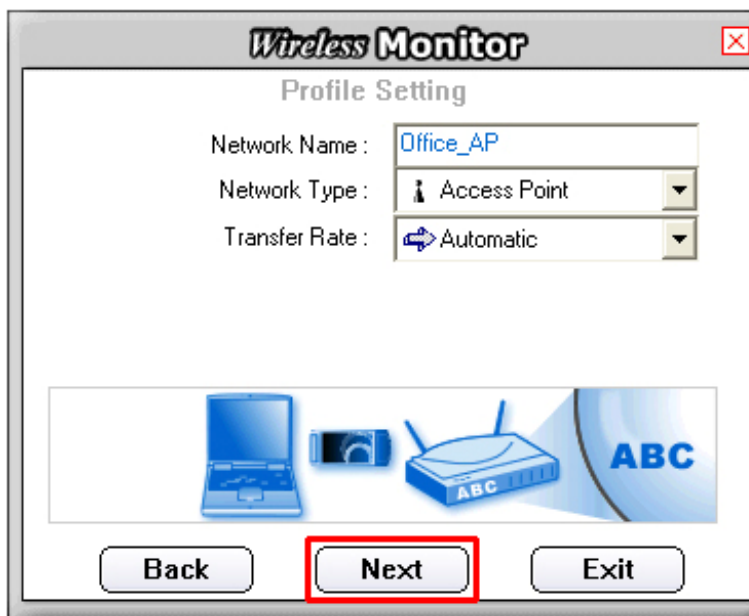 Wireless Monitor
Profile Setting
Network Name : Office_AP
Network Type : Access Point
Transfer Rate : Automatic
ABC
ABC
Back Next Exit